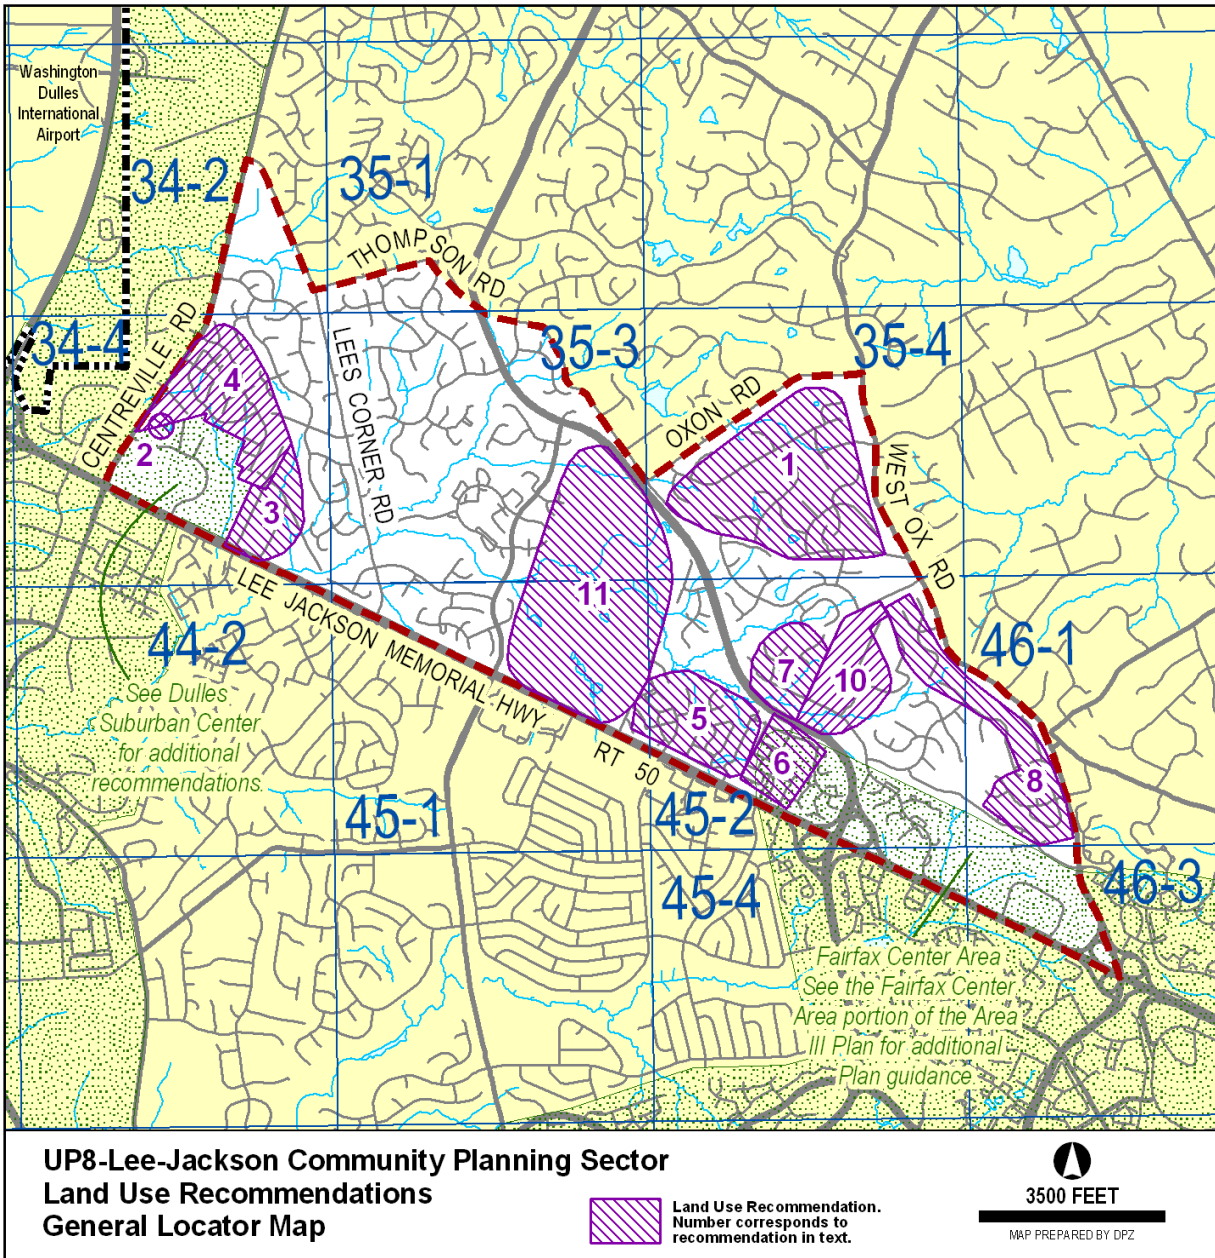 Washington
Dulles
International
Airport
34-2
35-1
THOMPSON RD
34-4
CENTREVILLE RD
LEES CORNER RD
35-3
35-4
OXON RD
WEST OX RD
4
2
3
1
11
LEE JACKSON MEMORIAL HWY
RT 50
44-2
46-1
7
10
5
6
8
See Dulles
Suburban Center
for additional
recommendations.
45-1
45-2
45-4
46-3
Fairfax Center Area
See the Fairfax Center
Area portion of the Area
III Plan for additional
Plan guidance.
UP8-Lee-Jackson Community Planning Sector
Land Use Recommendations
General Locator Map
Land Use Recommendation.
Number corresponds to
recommendation in text.
3500 FEET
MAP PREPARED BY DPZ